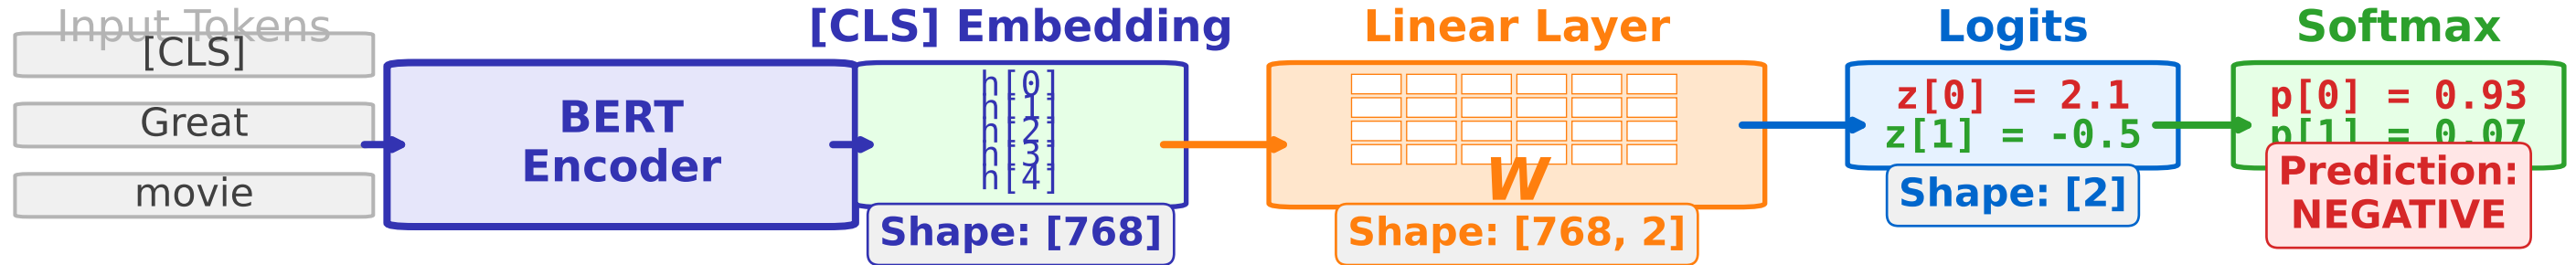 Input Tokens
[CLS]
Great
movie
BERT
Encoder
[CLS] Embedding
h[0]
h[1]
h[2]
h[3]
h[4]
Shape: [768]
Linear Layer
W
Shape: [768, 2]
Logits
z[0] = 2.1
z[1] = -0.5
Shape: [2]
Softmax
p[0] = 0.93
p[1] = 0.07
Prediction:
NEGATIVE